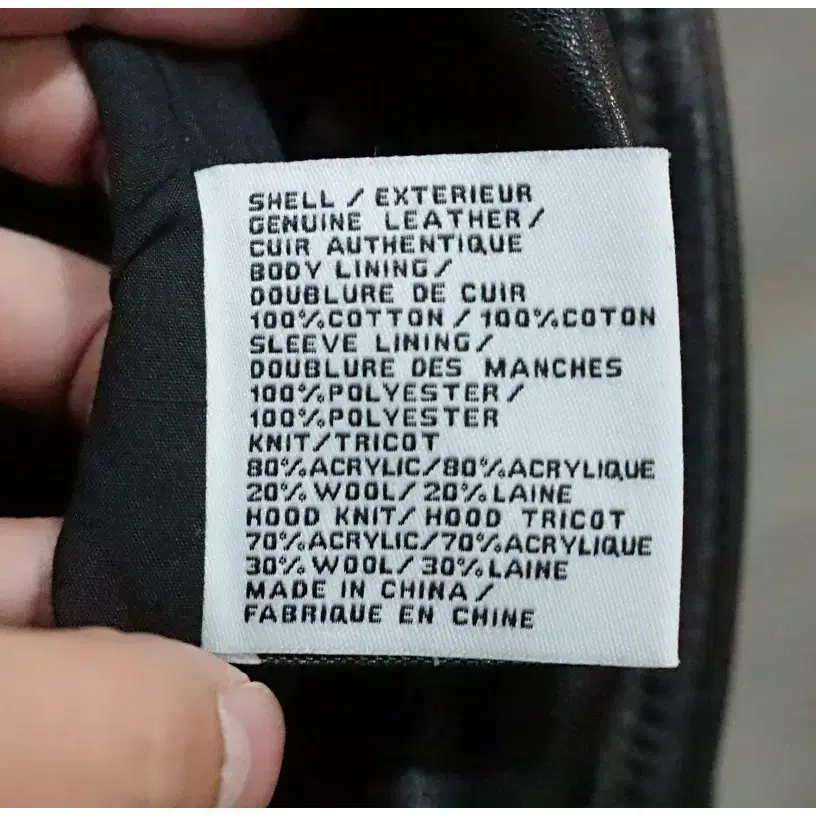 SHELL / EXTERIEUR
GENUINE LEATHER /
CUIR AUTHENTIQUE
BODY LINING /
DOUBLURE DE CUIR
100% COTTON / 100% COTON
SLEEVE LINING /
DOUBLURE DES MANCHES
100% POLYESTER /
100% POLYESTER
KNIT/TRICOT
80% ACRYLIC/80% ACRYLIQUE
20% WOOL/ 20% LAINE
HOOD KNIT/ HOOD TRICOT
70% ACRYLIC/70% ACRYLIQUE
30% WOOL/ 30% LAINE
MADE IN CHINA /
FABRIQUE EN CHINE